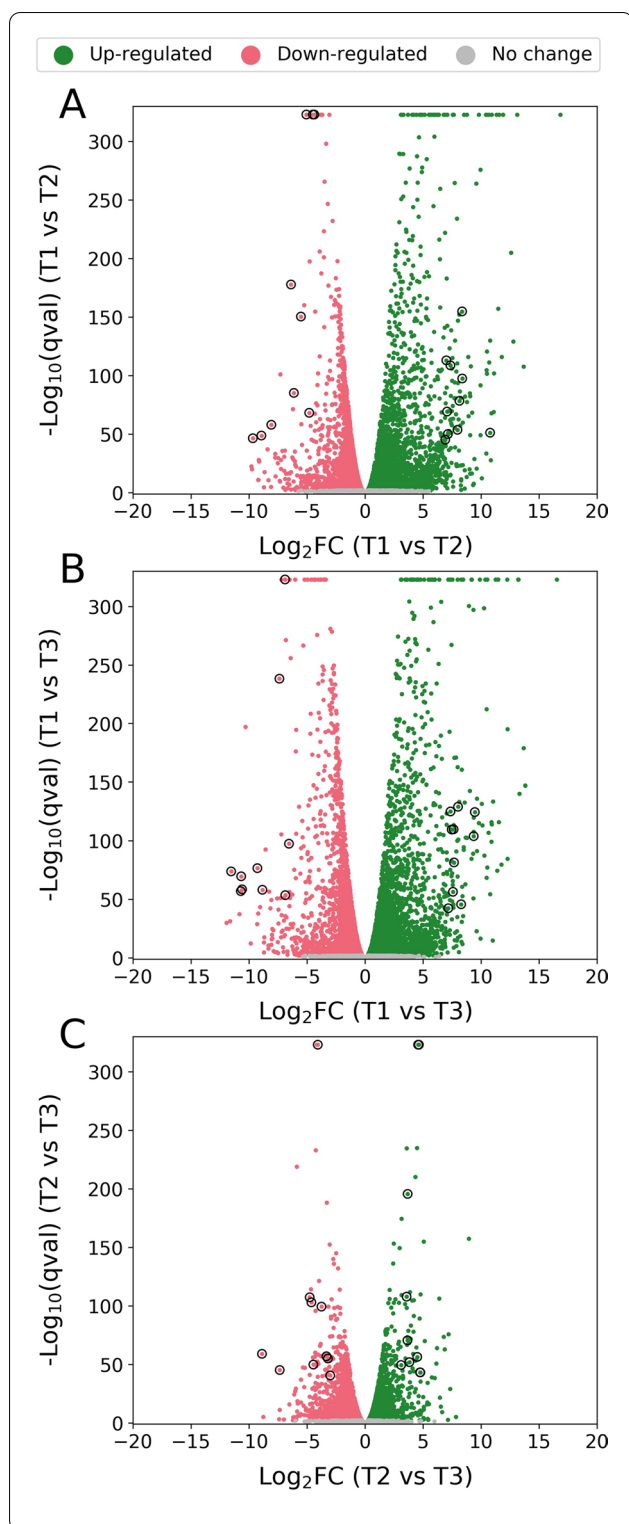 Up-regulated Down-regulated No change
A
-Log₁₀(qval) (T1 vs T2)
300
250
200
150
100
50
0
−20 −15 −10 −5 0 5 10 15 20
Log₂FC (T1 vs T2)
B
-Log₁₀(qval) (T1 vs T3)
300
250
200
150
100
50
0
−20 −15 −10 −5 0 5 10 15 20
Log₂FC (T1 vs T3)
C
-Log₁₀(qval) (T2 vs T3)
300
250
200
150
100
50
0
−20 −15 −10 −5 0 5 10 15 20
Log₂FC (T2 vs T3)